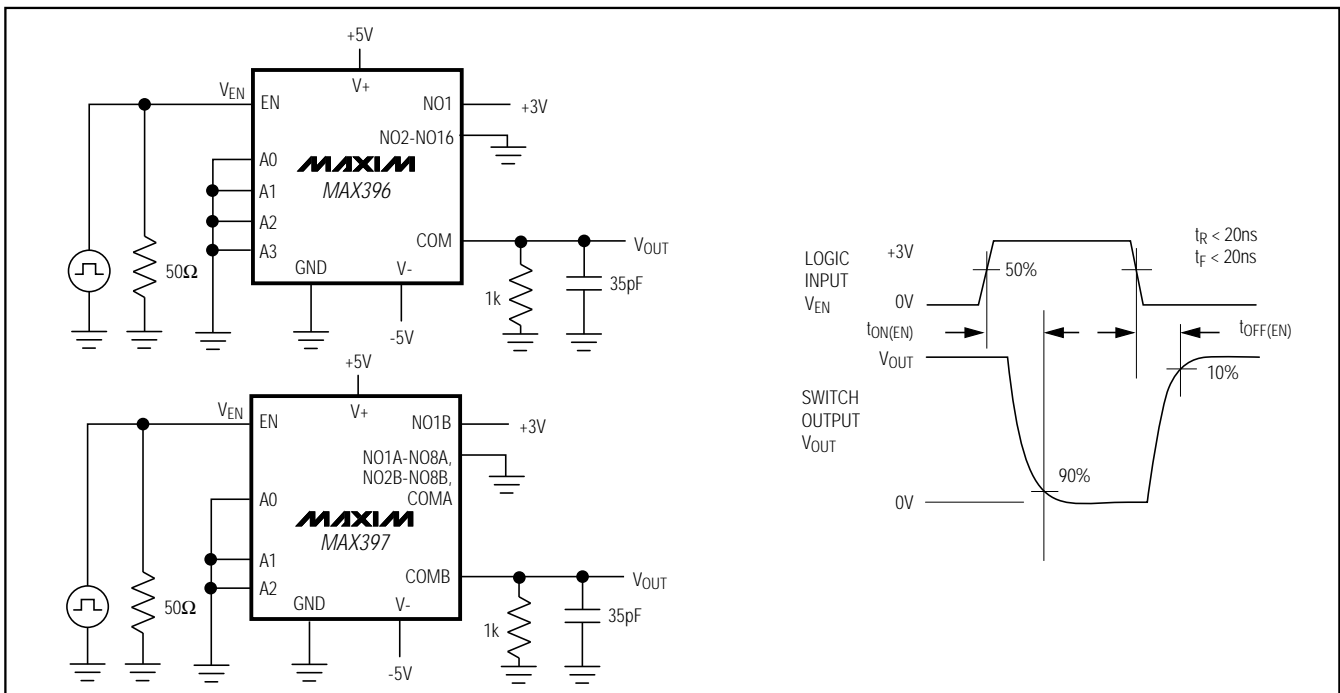 +5V
V+
VEN
EN
NO1
+3V
NO2-NO16
A0
MAXIM
MAX396
A1
A2
A3
COM
VOUT
50Ω
GND
V-
1k
35pF
-5V
+5V
V+
VEN
EN
NO1B
+3V
NO1A-NO8A,
NO2B-NO8B,
COMA
A0
MAXIM
MAX397
A1
A2
COMB
VOUT
50Ω
GND
V-
1k
35pF
-5V
LOGIC
INPUT
VEN
+3V
0V
50%
tR < 20ns
tF < 20ns
tON(EN)
tOFF(EN)
VOUT
10%
SWITCH
OUTPUT
VOUT
90%
0V